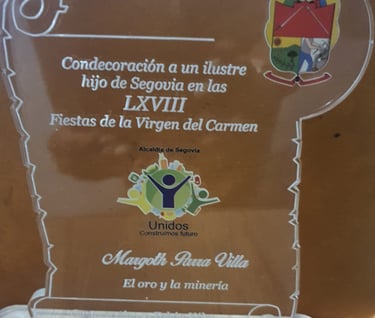 Condecoración a un ilustre
hijo de Segovia en las
LXVIII
Fiestas de la Virgen del Carmen
Alcaldía de Segovia
Unidos
Construimos futuro
Margoth Parra Villa
El oro y la minería